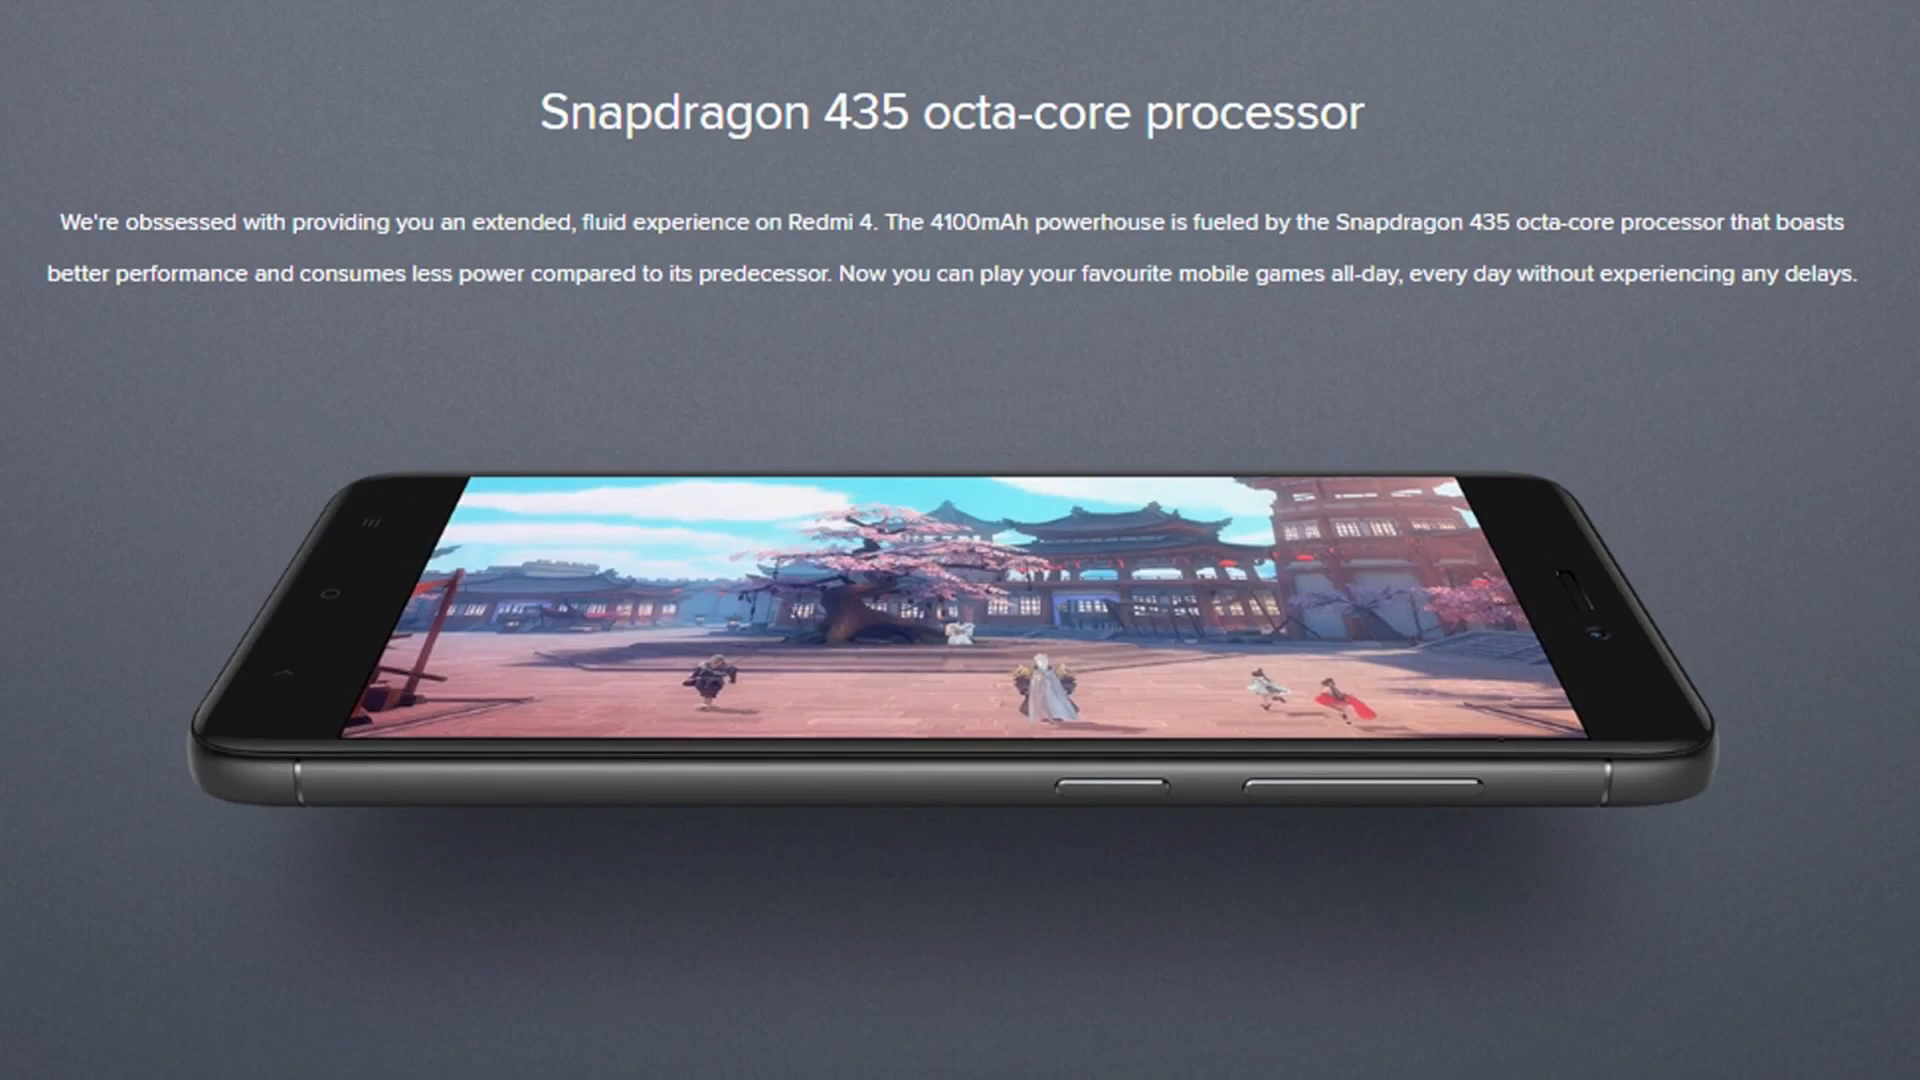 Snapdragon 435 octa-core processor
We're obssessed with providing you an extended, fluid experience on Redmi 4. The 4100mAh powerhouse is fueled by the Snapdragon 435 octa-core processor that boasts
better performance and consumes less power compared to its predecessor. Now you can play your favourite mobile games all-day, every day without experiencing any delays.